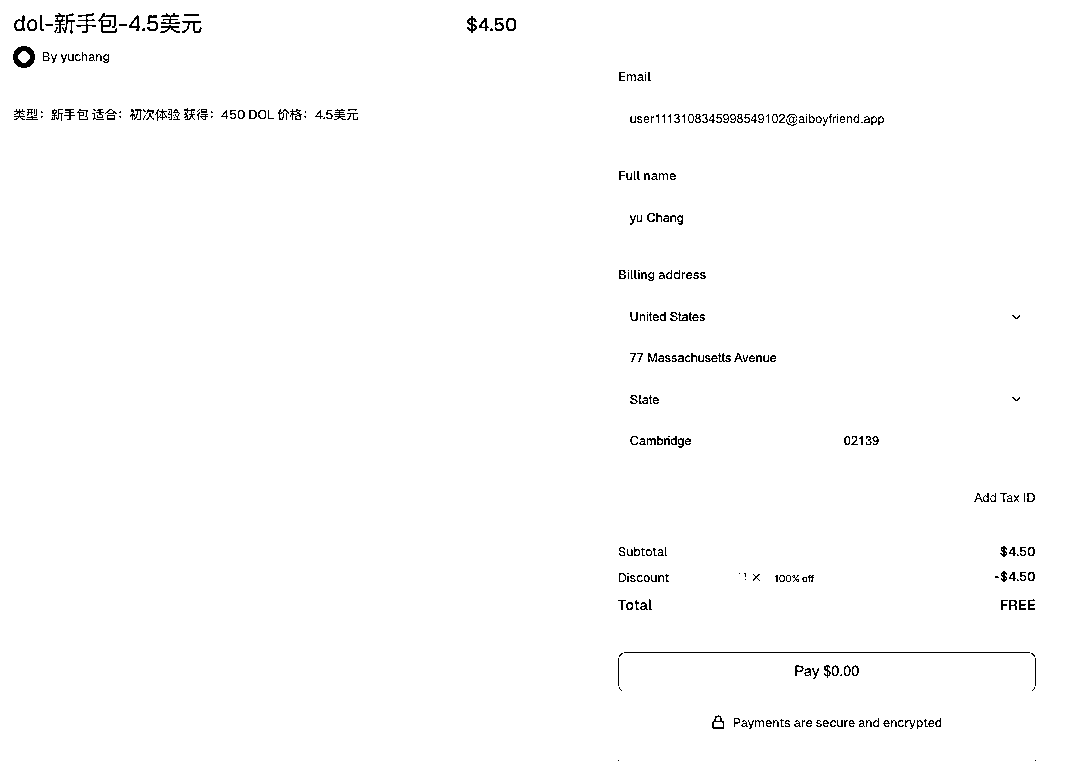 dol-新手包-4.5美元
$4.50
By yuchang
类型：新手包 适合：初次体验 获得：450 DOL 价格：4.5美元
Email
user1113108345998549102@aiboyfriend.app
Full name
yu Chang
Billing address
United States
77 Massachusetts Avenue
State
Cambridge 02139
Add Tax ID
Subtotal $4.50
Discount × 100% off -$4.50
Total FREE
Pay $0.00
Payments are secure and encrypted